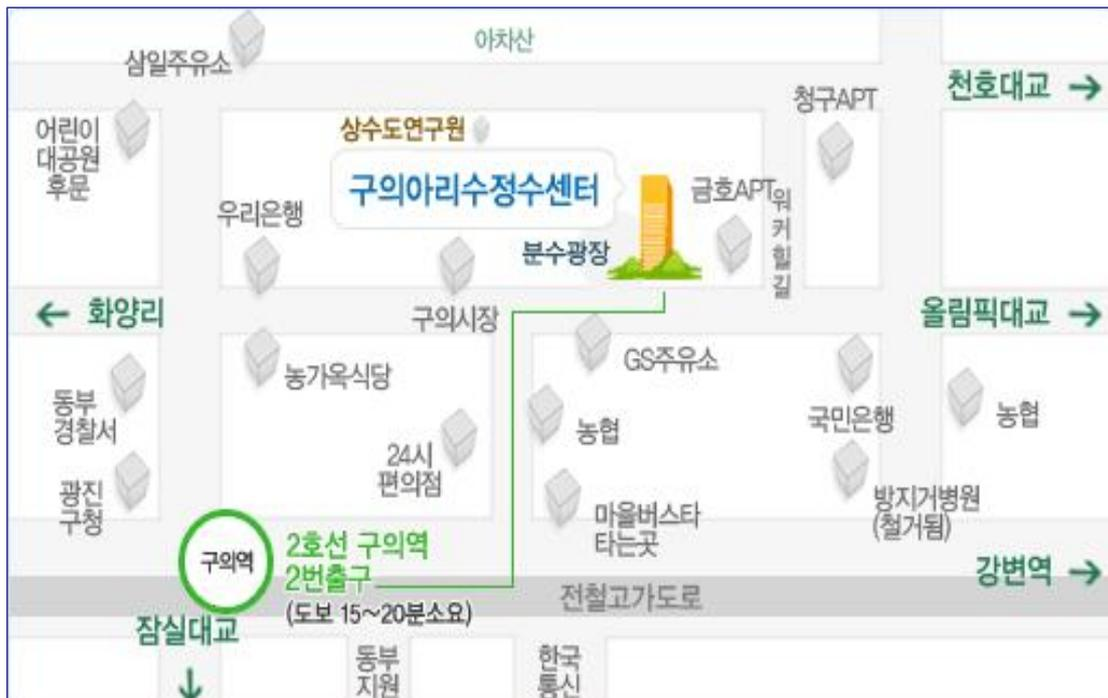 아차산
삼일주유소
천호대교 →
청구APT
어린이
대공원
후문
상수도연구원
구의아리수정수센터
금호APT
워커힐길
우리은행
분수광장
← 화양리
구의시장
올림픽대교 →
GS주유소
농가옥식당
동부
경찰서
농협
국민은행
농협
24시
편의점
광진
구청
마을버스타
타는곳
방지거병원
(철거됨)
구의역
2호선 구의역
2번출구
(도보 15~20분소요)
강변역 →
전철고가도로
잠실대교
↓
동부
지원
한국
통신